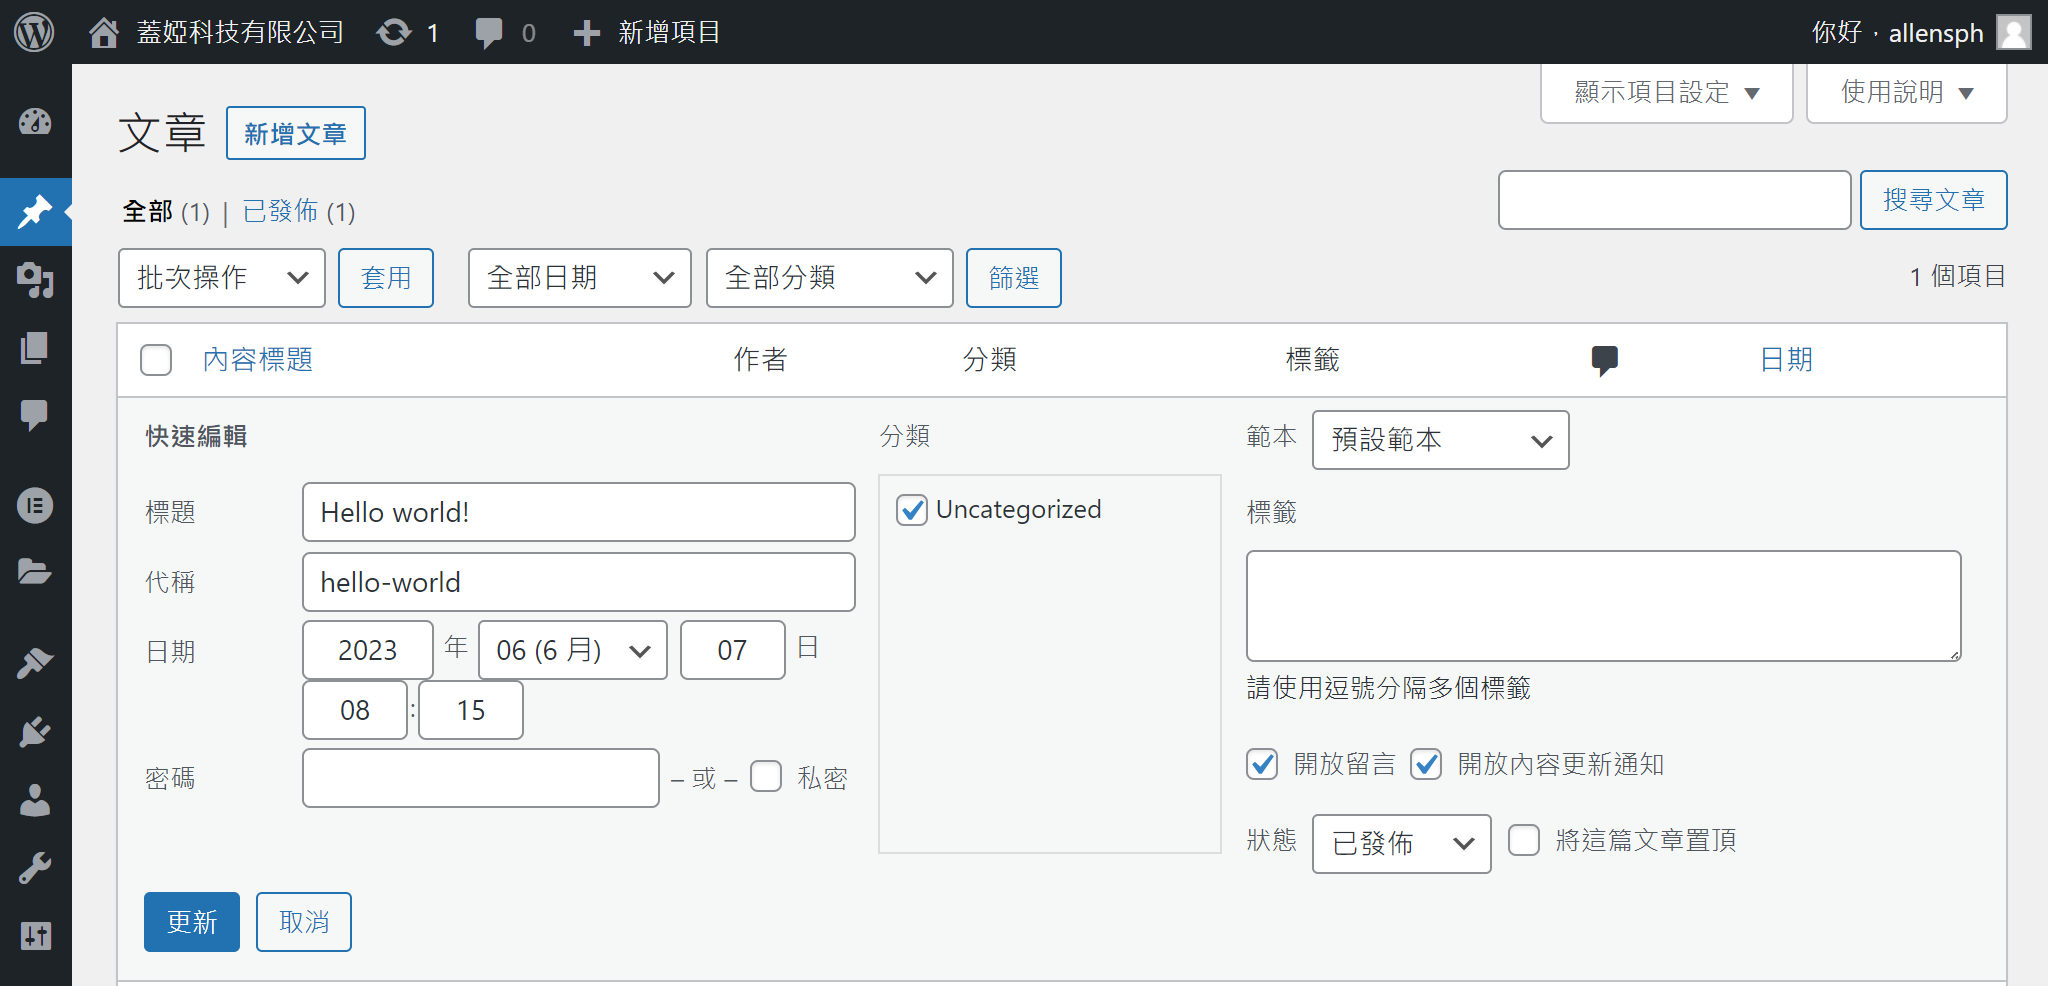 蓋婭科技有限公司 1 0 新增項目 你好，allensph
顯示項目設定 ▼ 使用說明 ▼
文章 新增文章
全部 (1) | 已發佈 (1) 搜尋文章
批次操作 套用 全部日期 全部分類 篩選 1 個項目
內容標題 作者 分類 標籤 日期
快速編輯 分類 範本 預設範本
標題 Hello world! Uncategorized 標籤
代稱 hello-world
日期 2023 年 06 (6 月) 07 日
08 : 15
請使用逗號分隔多個標籤
密碼 – 或 – 私密 開放留言 開放內容更新通知
狀態 已發佈 將這篇文章置頂
更新 取消